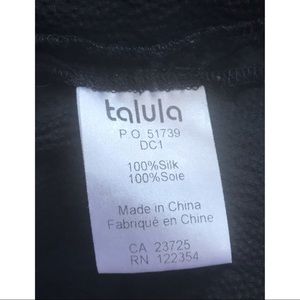 talula
P O 51739
DC1
100%Silk
100%Soie
Made in China
Fabriqué en Chine
CA 23725
RN 122354